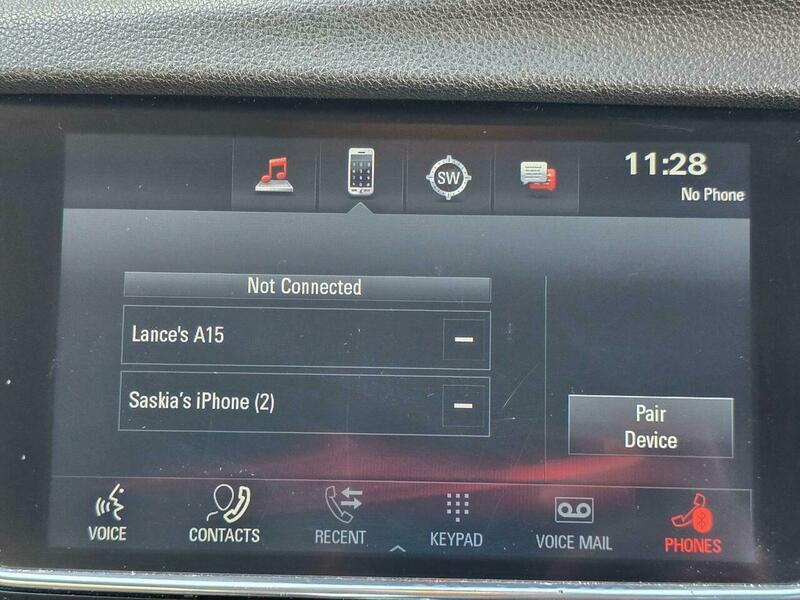 SW
11:28
No Phone
Not Connected
Lance's A15
Saskia's iPhone (2)
Pair
Device
VOICE
CONTACTS
RECENT
KEYPAD
VOICE MAIL
PHONES